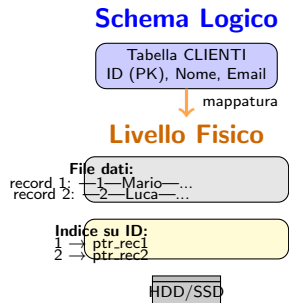 Schema Logico
Tabella CLIENTI
ID (PK), Nome, Email
mappatura
Livello Fisico
File dati:
record 1: —1—Mario—...
record 2: —2—Luca—...
Indice su ID:
1 → ptr_rec1
2 → ptr_rec2
HDD/SSD